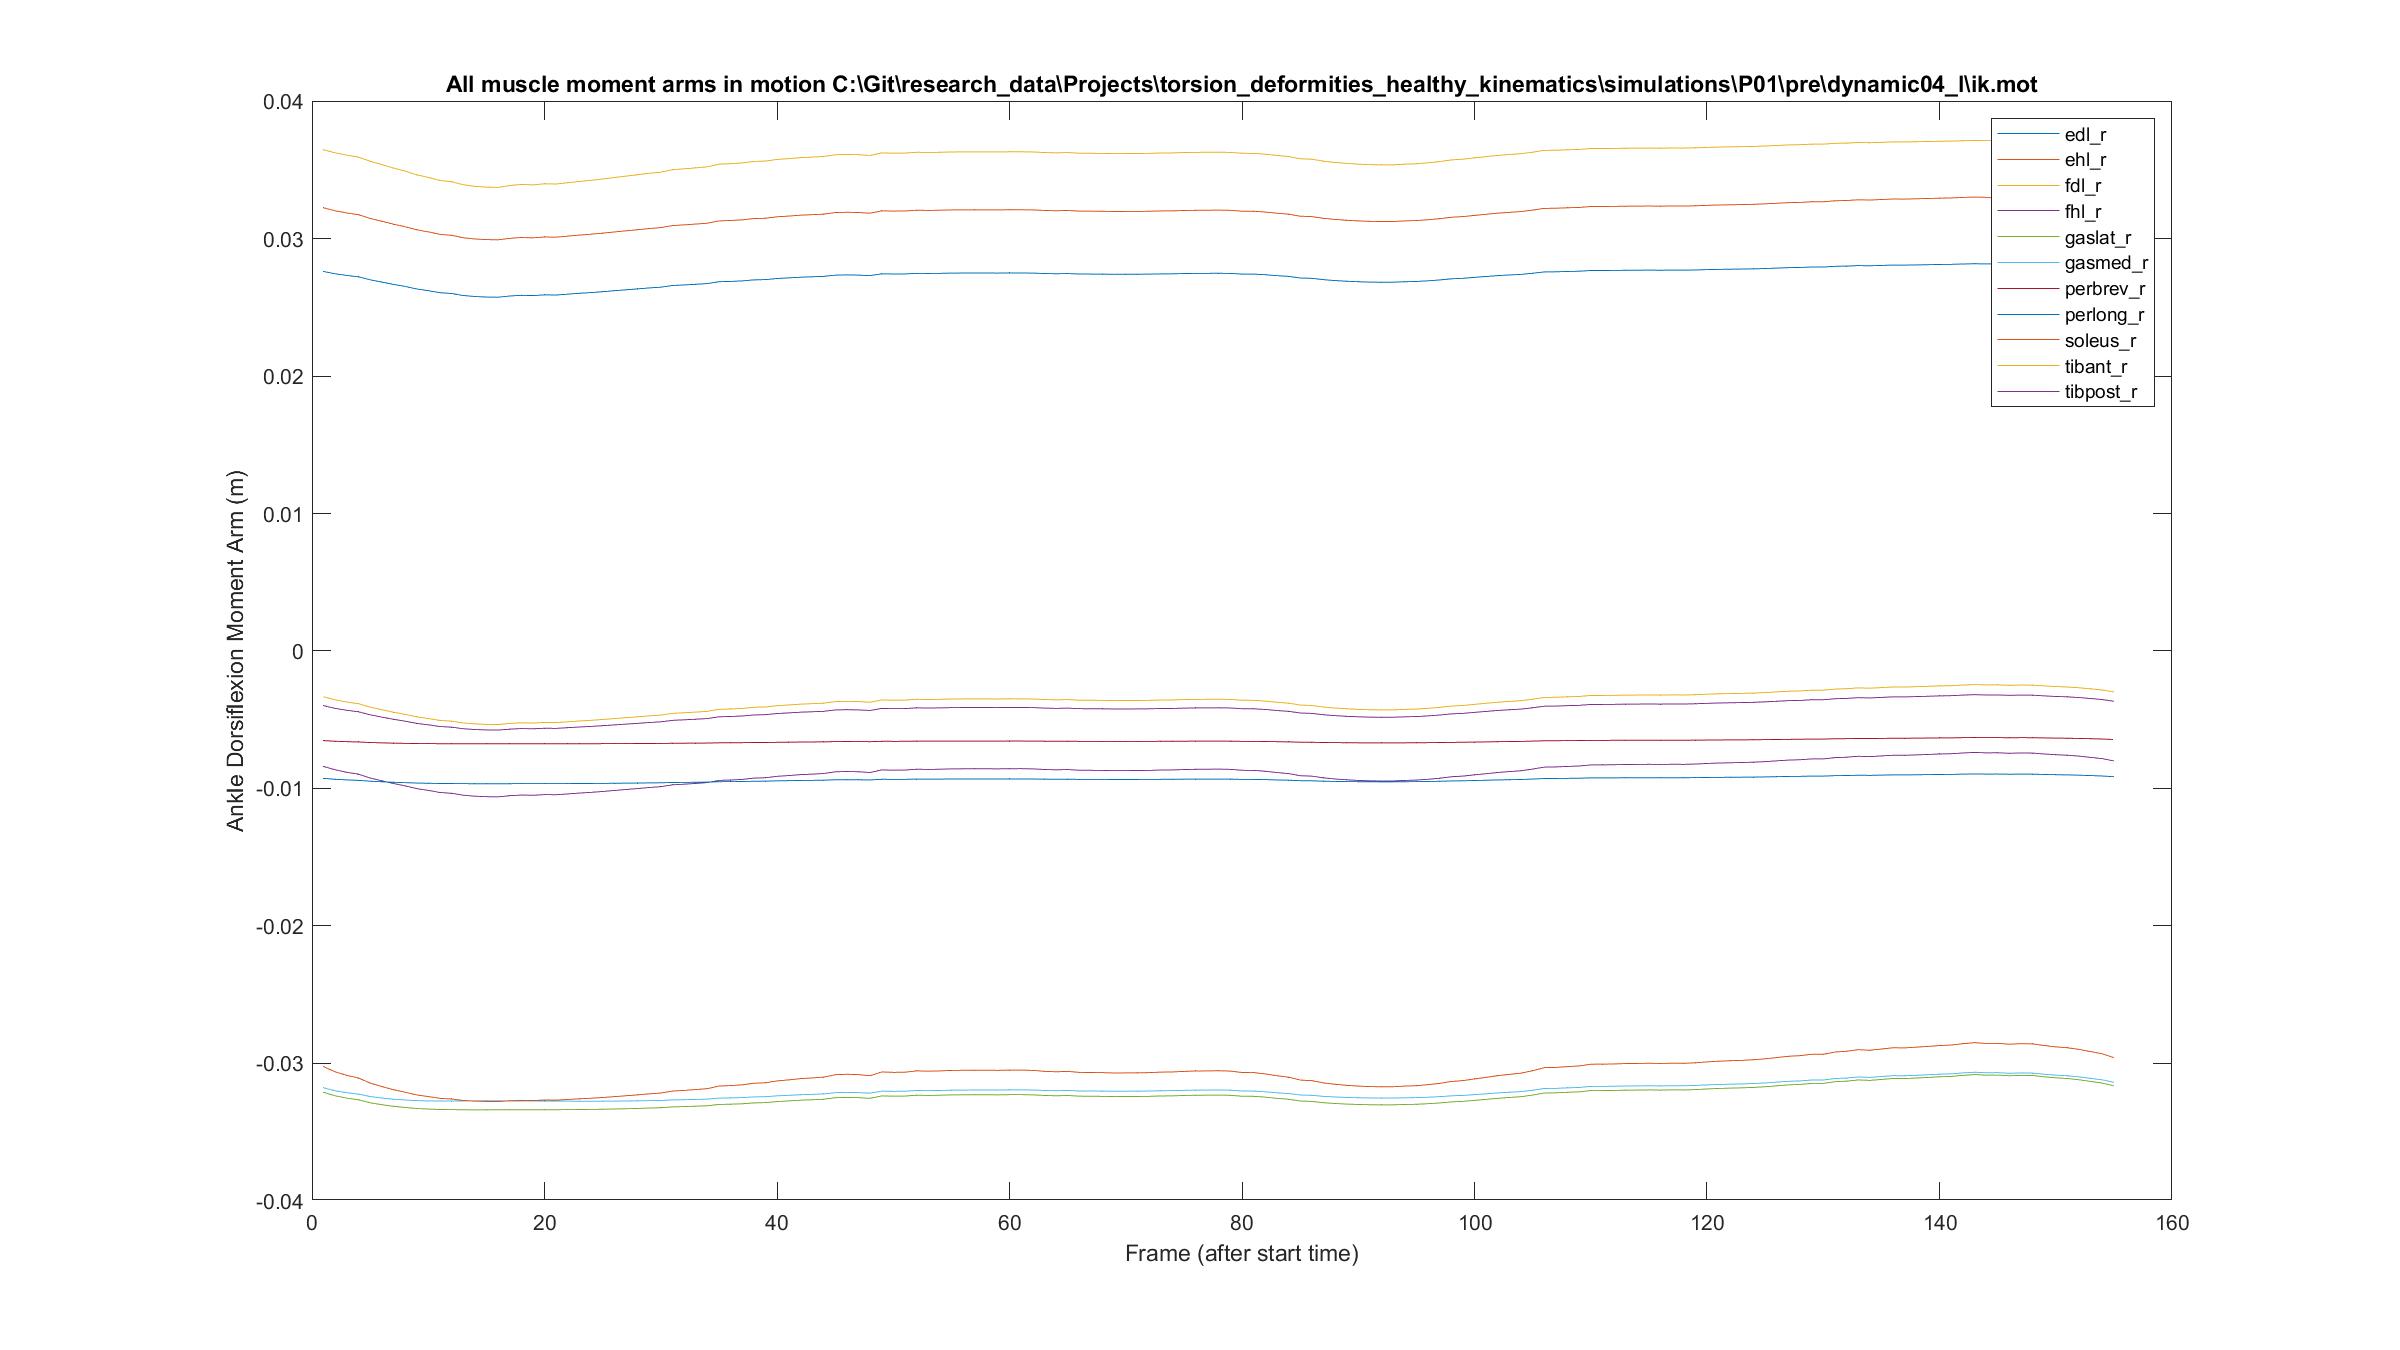 All muscle moment arms in motion C:\Git\research_data\Projects\torsion_deformities_healthy_kinematics\simulations\P01\pre\dynamic04_l\ik.mot
0.04
0.03
0.02
0.01
0
-0.01
-0.02
-0.03
-0.04
Ankle Dorsiflexion Moment Arm (m)
edl_r
ehl_r
fdl_r
fhl_r
gaslat_r
gasmed_r
perbrev_r
perlong_r
soleus_r
tibant_r
tibpost_r
0 20 40 60 80 100 120 140 160
Frame (after start time)